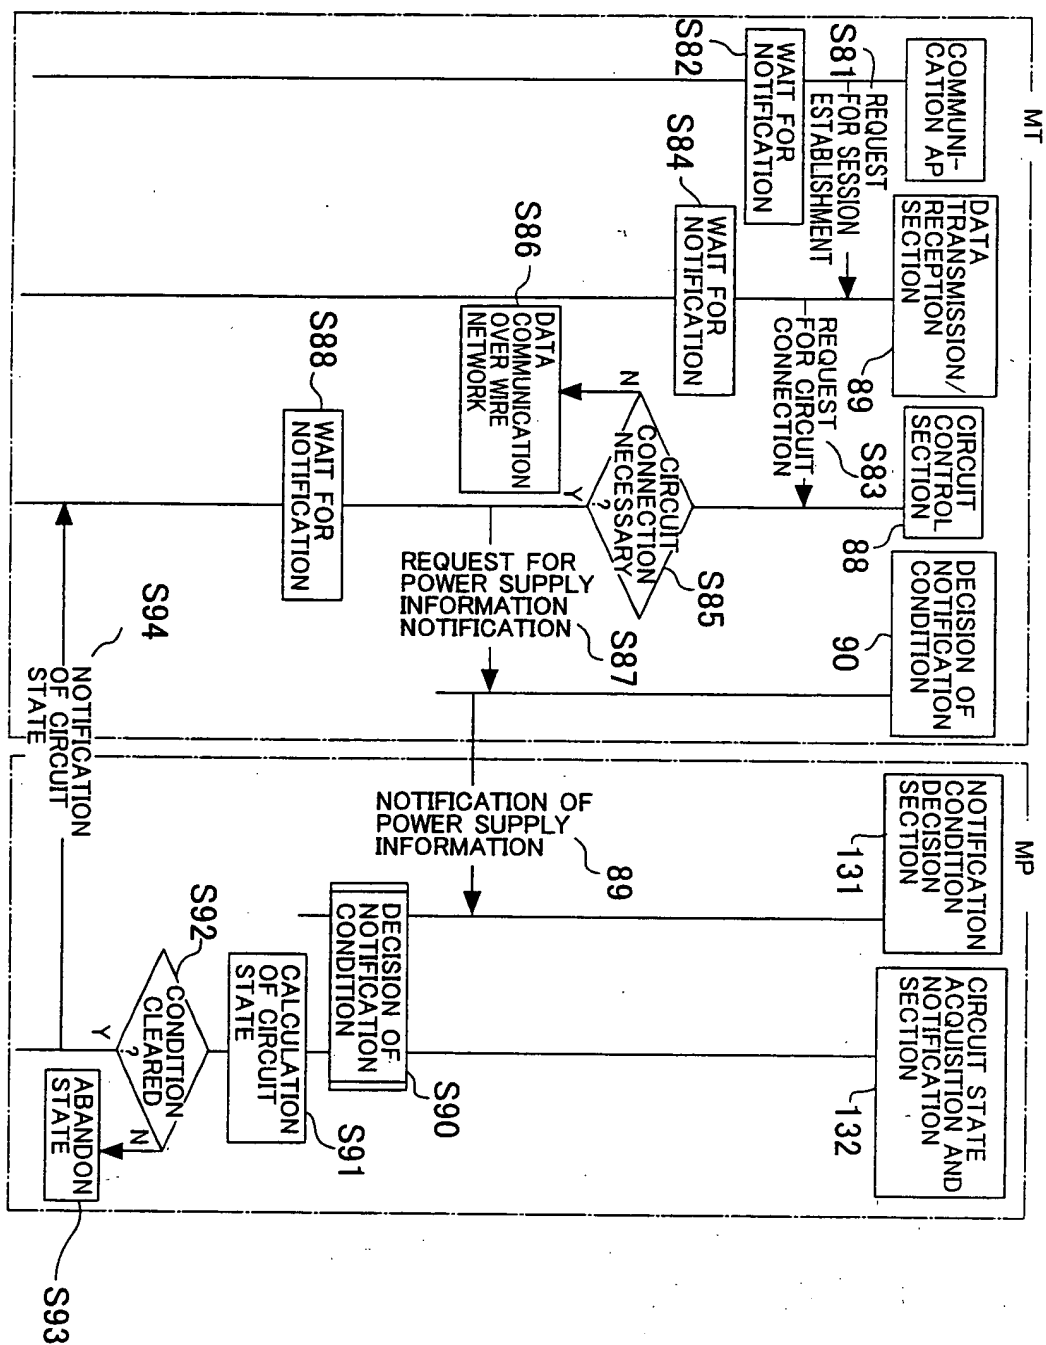 MT
COMMUNI-
CATION AP
DATA
TRANSMISSION/
RECEPTION
SECTION
89
CIRCUIT
CONTROL
SECTION
88
DECISION OF
NOTIFICATION
CONDITION
90
MP
NOTIFICATION
CONDITION
DECISION
SECTION
131
CIRCUIT STATE
ACQUISITION AND
NOTIFICATION
SECTION
132
S81
REQUEST
FOR SESSION
ESTABLISHMENT
S82
WAIT FOR
NOTIFICATION
S83
REQUEST
FOR CIRCUIT
CONNECTION
S84
WAIT FOR
NOTIFICATION
S85
CIRCUIT
CONNECTION
NECESSARY
?
N
Y
S86
DATA
COMMUNICATION
OVER WIRE
NETWORK
S87
REQUEST FOR
POWER SUPPLY
INFORMATION
NOTIFICATION
S88
WAIT FOR
NOTIFICATION
89
NOTIFICATION OF
POWER SUPPLY
INFORMATION
S90
DECISION OF
NOTIFICATION
CONDITION
S91
CALCULATION
OF CIRCUIT
STATE
S92
CONDITION
CLEARED
?
Y
N
S93
ABANDON
STATE
S94
NOTIFICATION
OF CIRCUIT
STATE